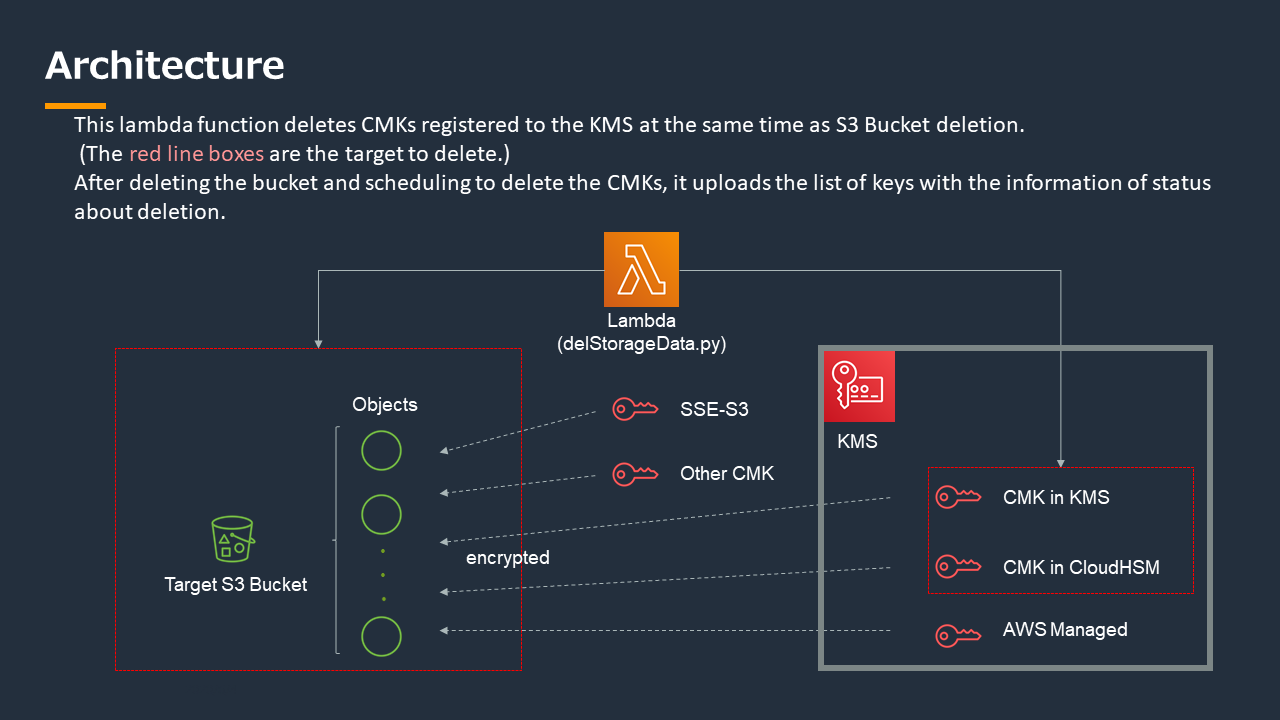 Architecture
This lambda function deletes CMKs registered to the KMS at the same time as S3 Bucket deletion.
(The red line boxes are the target to delete.)
After deleting the bucket and scheduling to delete the CMKs, it uploads the list of keys with the information of status
about deletion.
Lambda
(delStorageData.py)
Objects
SSE-S3
KMS
Other CMK
CMK in KMS
encrypted
CMK in CloudHSM
Target S3 Bucket
AWS Managed